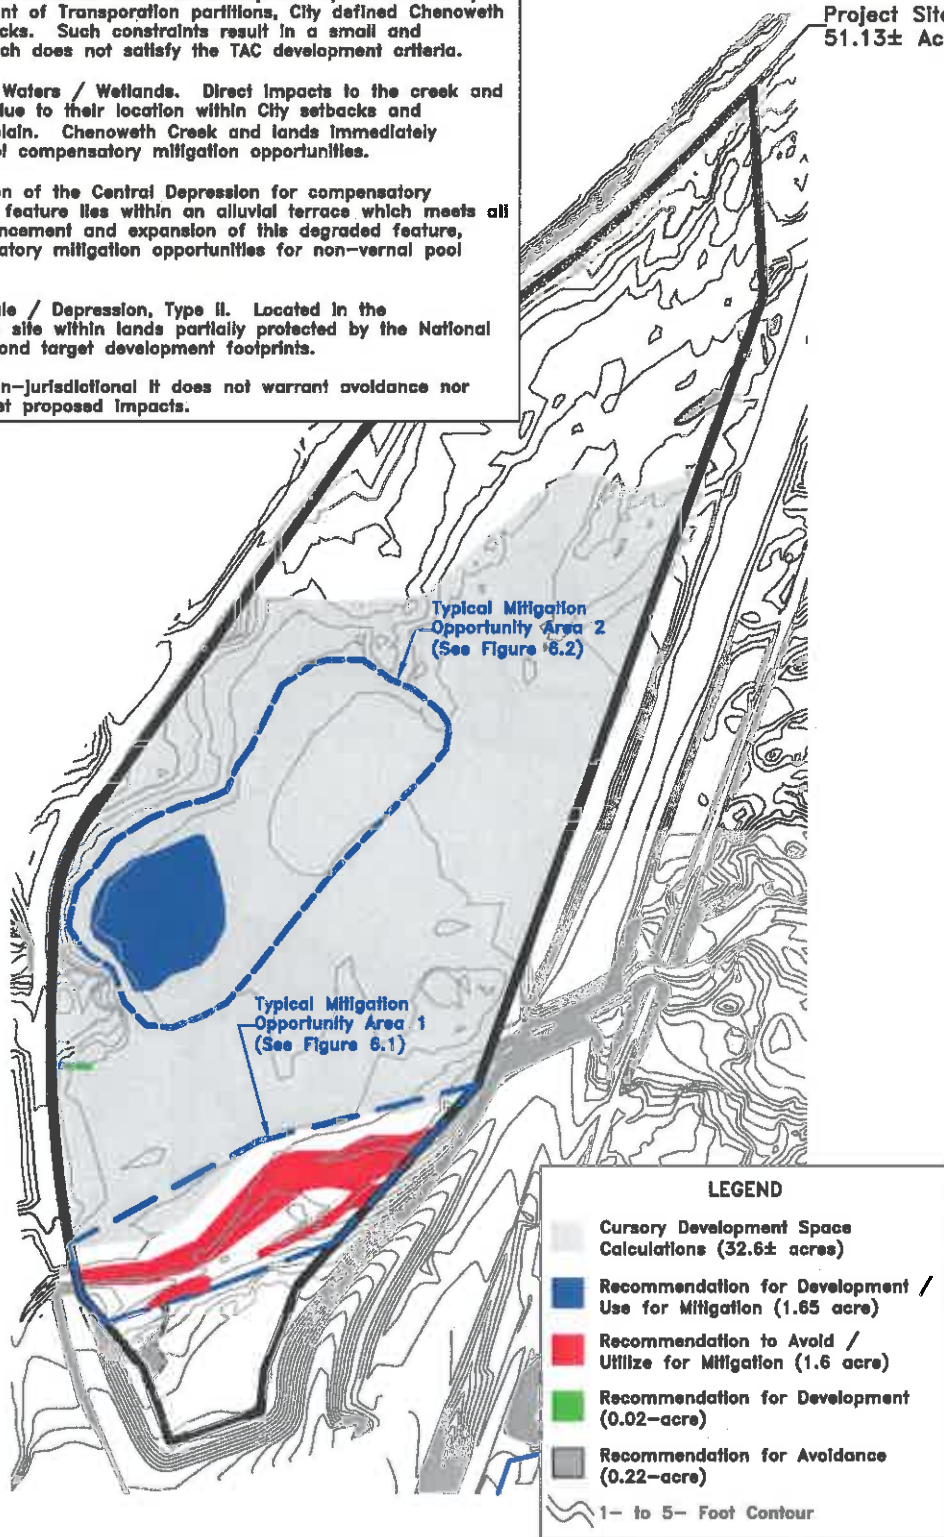 nt of Transporation partitions, City defined Chenoweth
cks. Such constraints result in a small and
ch does not satisfy the TAC development criteria.
Waters / Wetlands. Direct impacts to the creek and
due to their location within City setbacks and
lain. Chenoweth Creek and lands immediately
of compensatory mitigation opportunities.
on of the Central Depression for compensatory
feature lies within an alluvial terrace which meets all
ncement and expansion of this degraded feature,
atory mitigation opportunities for non-vernal pool
ale / Depression, Type II. Located in the
site within lands partially protected by the National
ond target development footprints.
n-jurisdictional it does not warrant avoidance nor
et proposed impacts.
Project Site
51.13± Ac
Typical Mitigation
Opportunity Area 2
(See Figure 6.2)
Typical Mitigation
Opportunity Area 1
(See Figure 6.1)
LEGEND
Cursory Development Space
Calculations (32.6± acres)
Recommendation for Development /
Use for Mitigation (1.65 acre)
Recommendation to Avoid /
Utilize for Mitigation (1.6 acre)
Recommendation for Development
(0.02-acre)
Recommendation for Avoidance
(0.22-acre)
1- to 5- Foot Contour